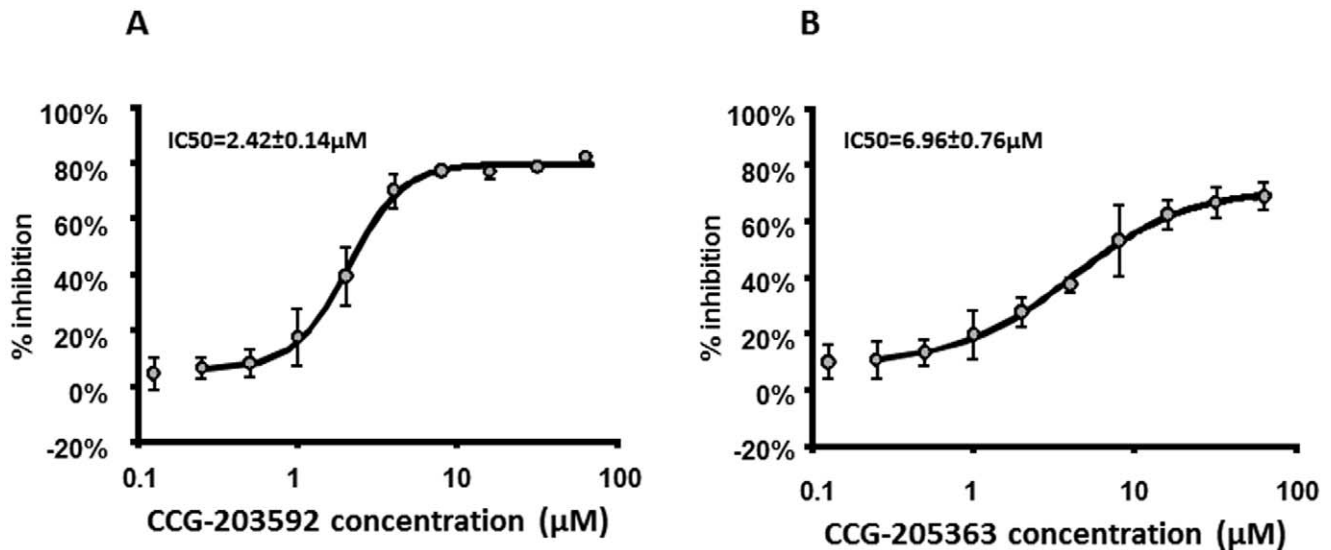 A
100%
80%
60%
40%
20%
0%
-20%
% inhibition
IC50=2.42±0.14µM
0.1 1 10 100
CCG-203592 concentration (µM)
B
100%
80%
60%
40%
20%
0%
-20%
% inhibition
IC50=6.96±0.76µM
0.1 1 10 100
CCG-205363 concentration (µM)